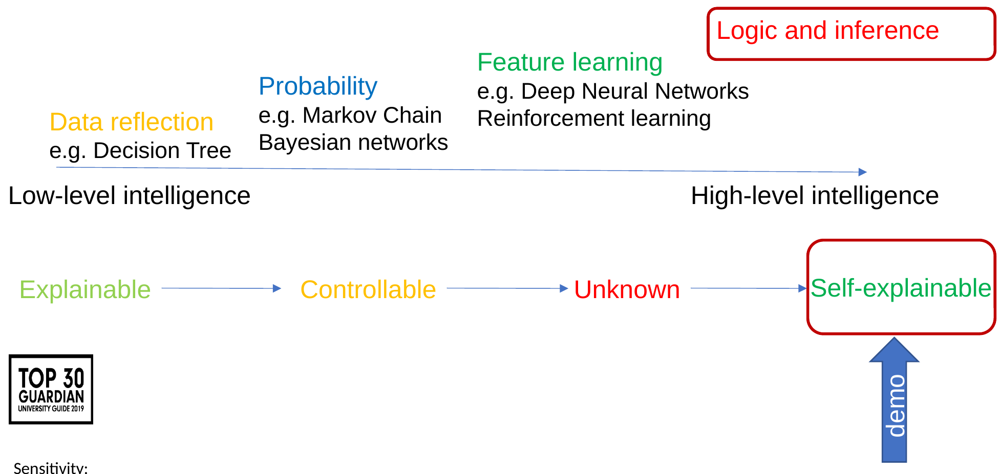 Logic and inference
Feature learning
e.g. Deep Neural Networks
Reinforcement learning
Probability
e.g. Markov Chain
Bayesian networks
Data reflection
e.g. Decision Tree
Low-level intelligence
High-level intelligence
Explainable
Controllable
Unknown
Self-explainable
demo
TOP 30
GUARDIAN
UNIVERSITY GUIDE 2019
Sensitivity: